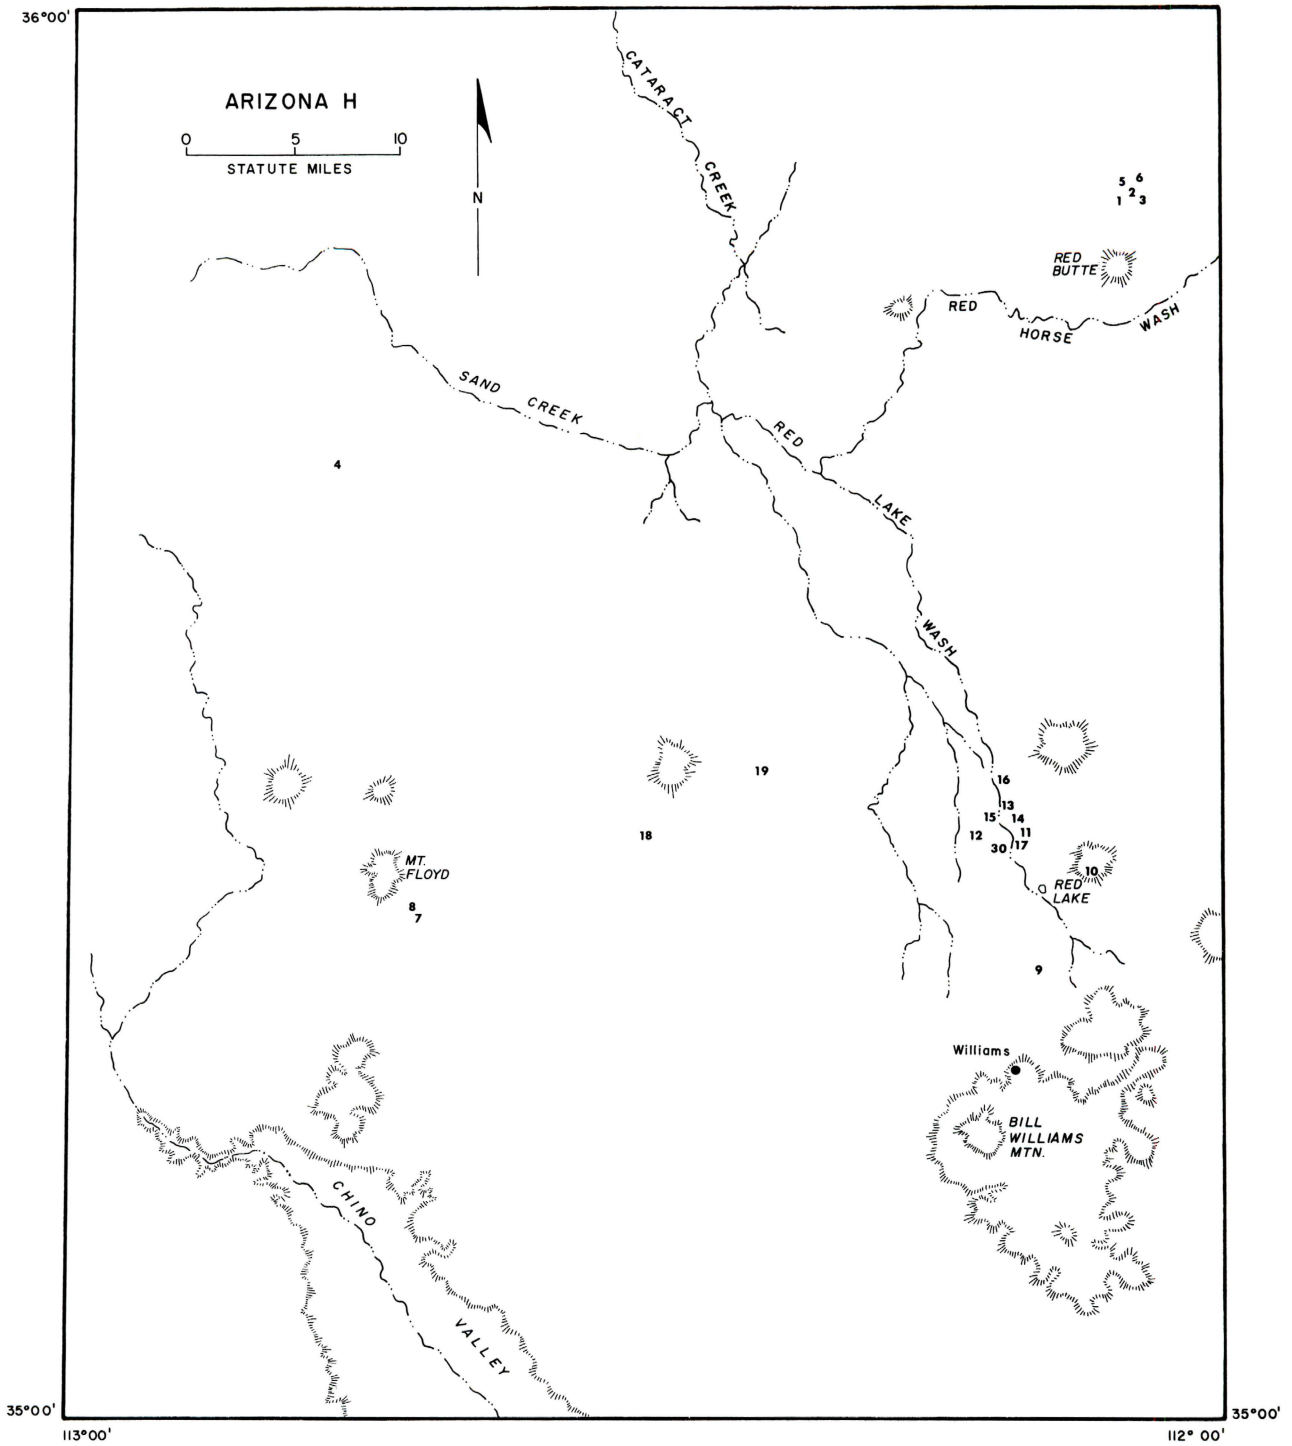 36°00'
ARIZONA H
0 5 10
STATUTE MILES
N
CATARACT
CREEK
5 6
2
1 3
RED
BUTTE
RED
HORSE
WASH
SAND
CREEK
RED
LAKE
WASH
4
19
18
16
13
15 14
11
12
17
30
10
RED
LAKE
MT.
FLOYD
8
7
9
Williams
BILL
WILLIAMS
MTN.
CHINO
VALLEY
35°00'
35°00'
113°00'
112° 00'